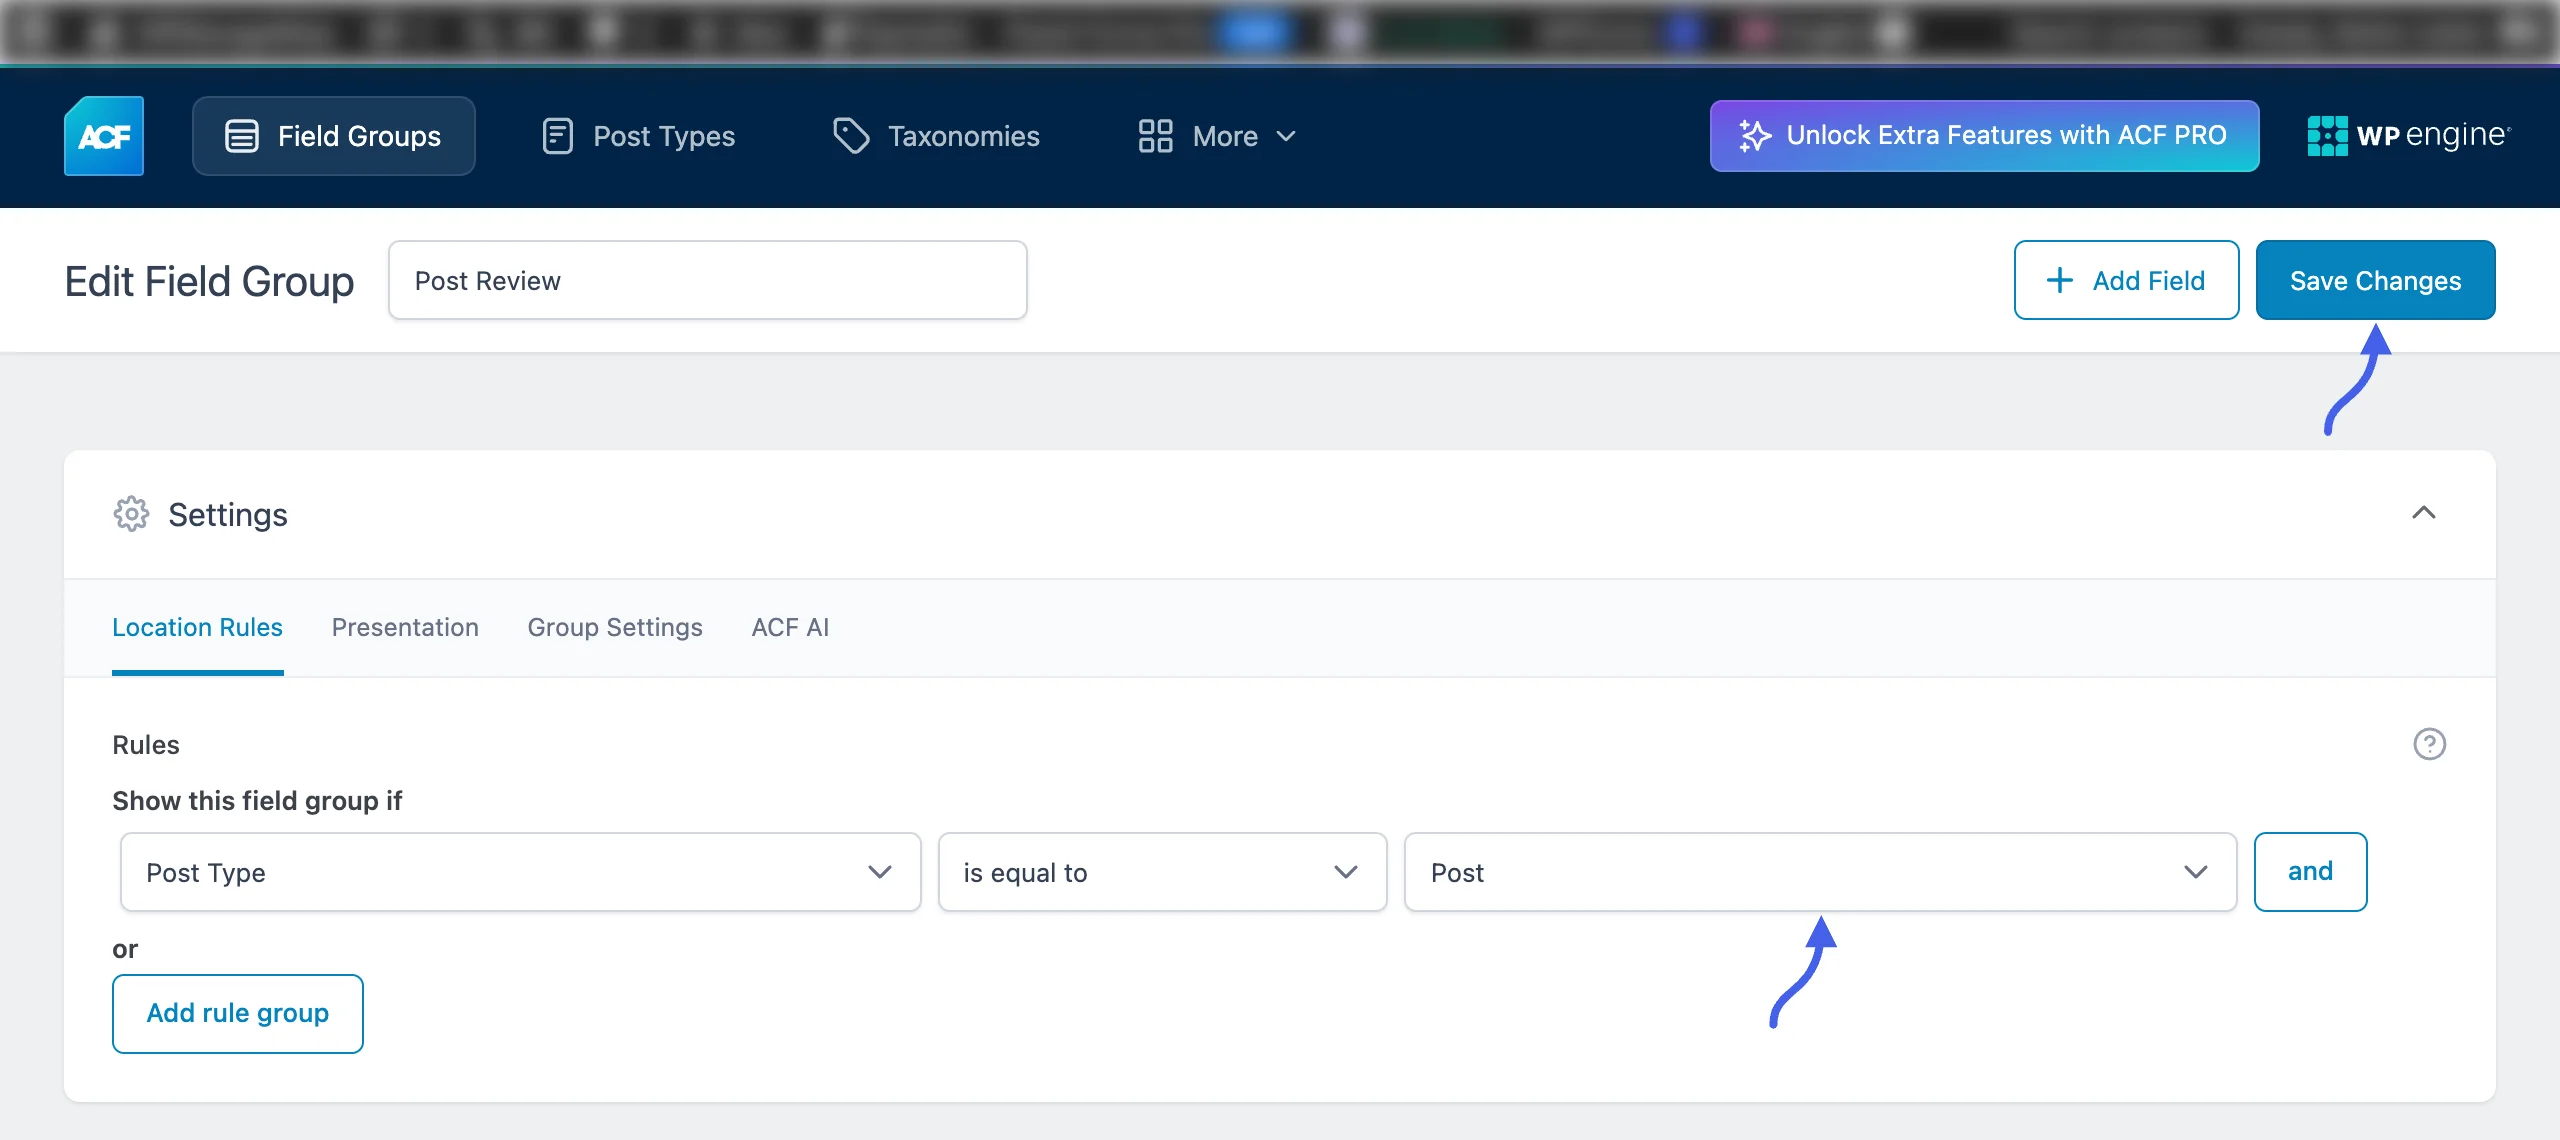 ACF
Field Groups
Post Types
Taxonomies
More
Unlock Extra Features with ACF PRO
WP engine
Edit Field Group
Post Review
Add Field
Save Changes
Settings
Location Rules
Presentation
Group Settings
ACF AI
Rules
Show this field group if
Post Type
is equal to
Post
and
or
Add rule group